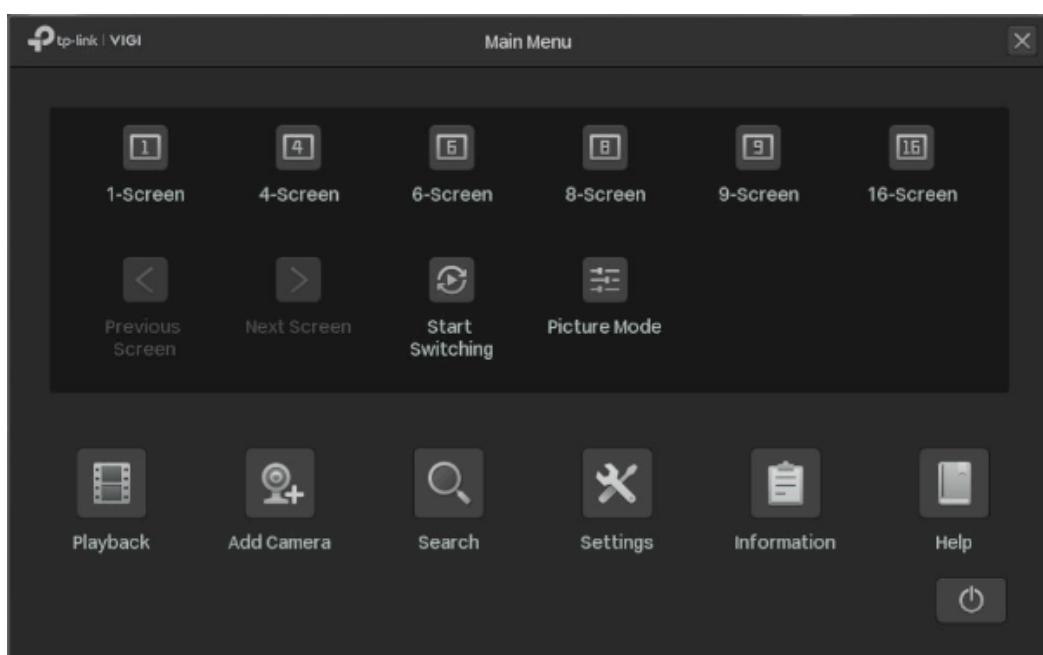 tp-link | VIGI
Main Menu
1
4
6
8
9
16
1-Screen
4-Screen
6-Screen
8-Screen
9-Screen
16-Screen
Previous
Screen
Next Screen
Start
Switching
Picture Mode
Playback
Add Camera
Search
Settings
Information
Help